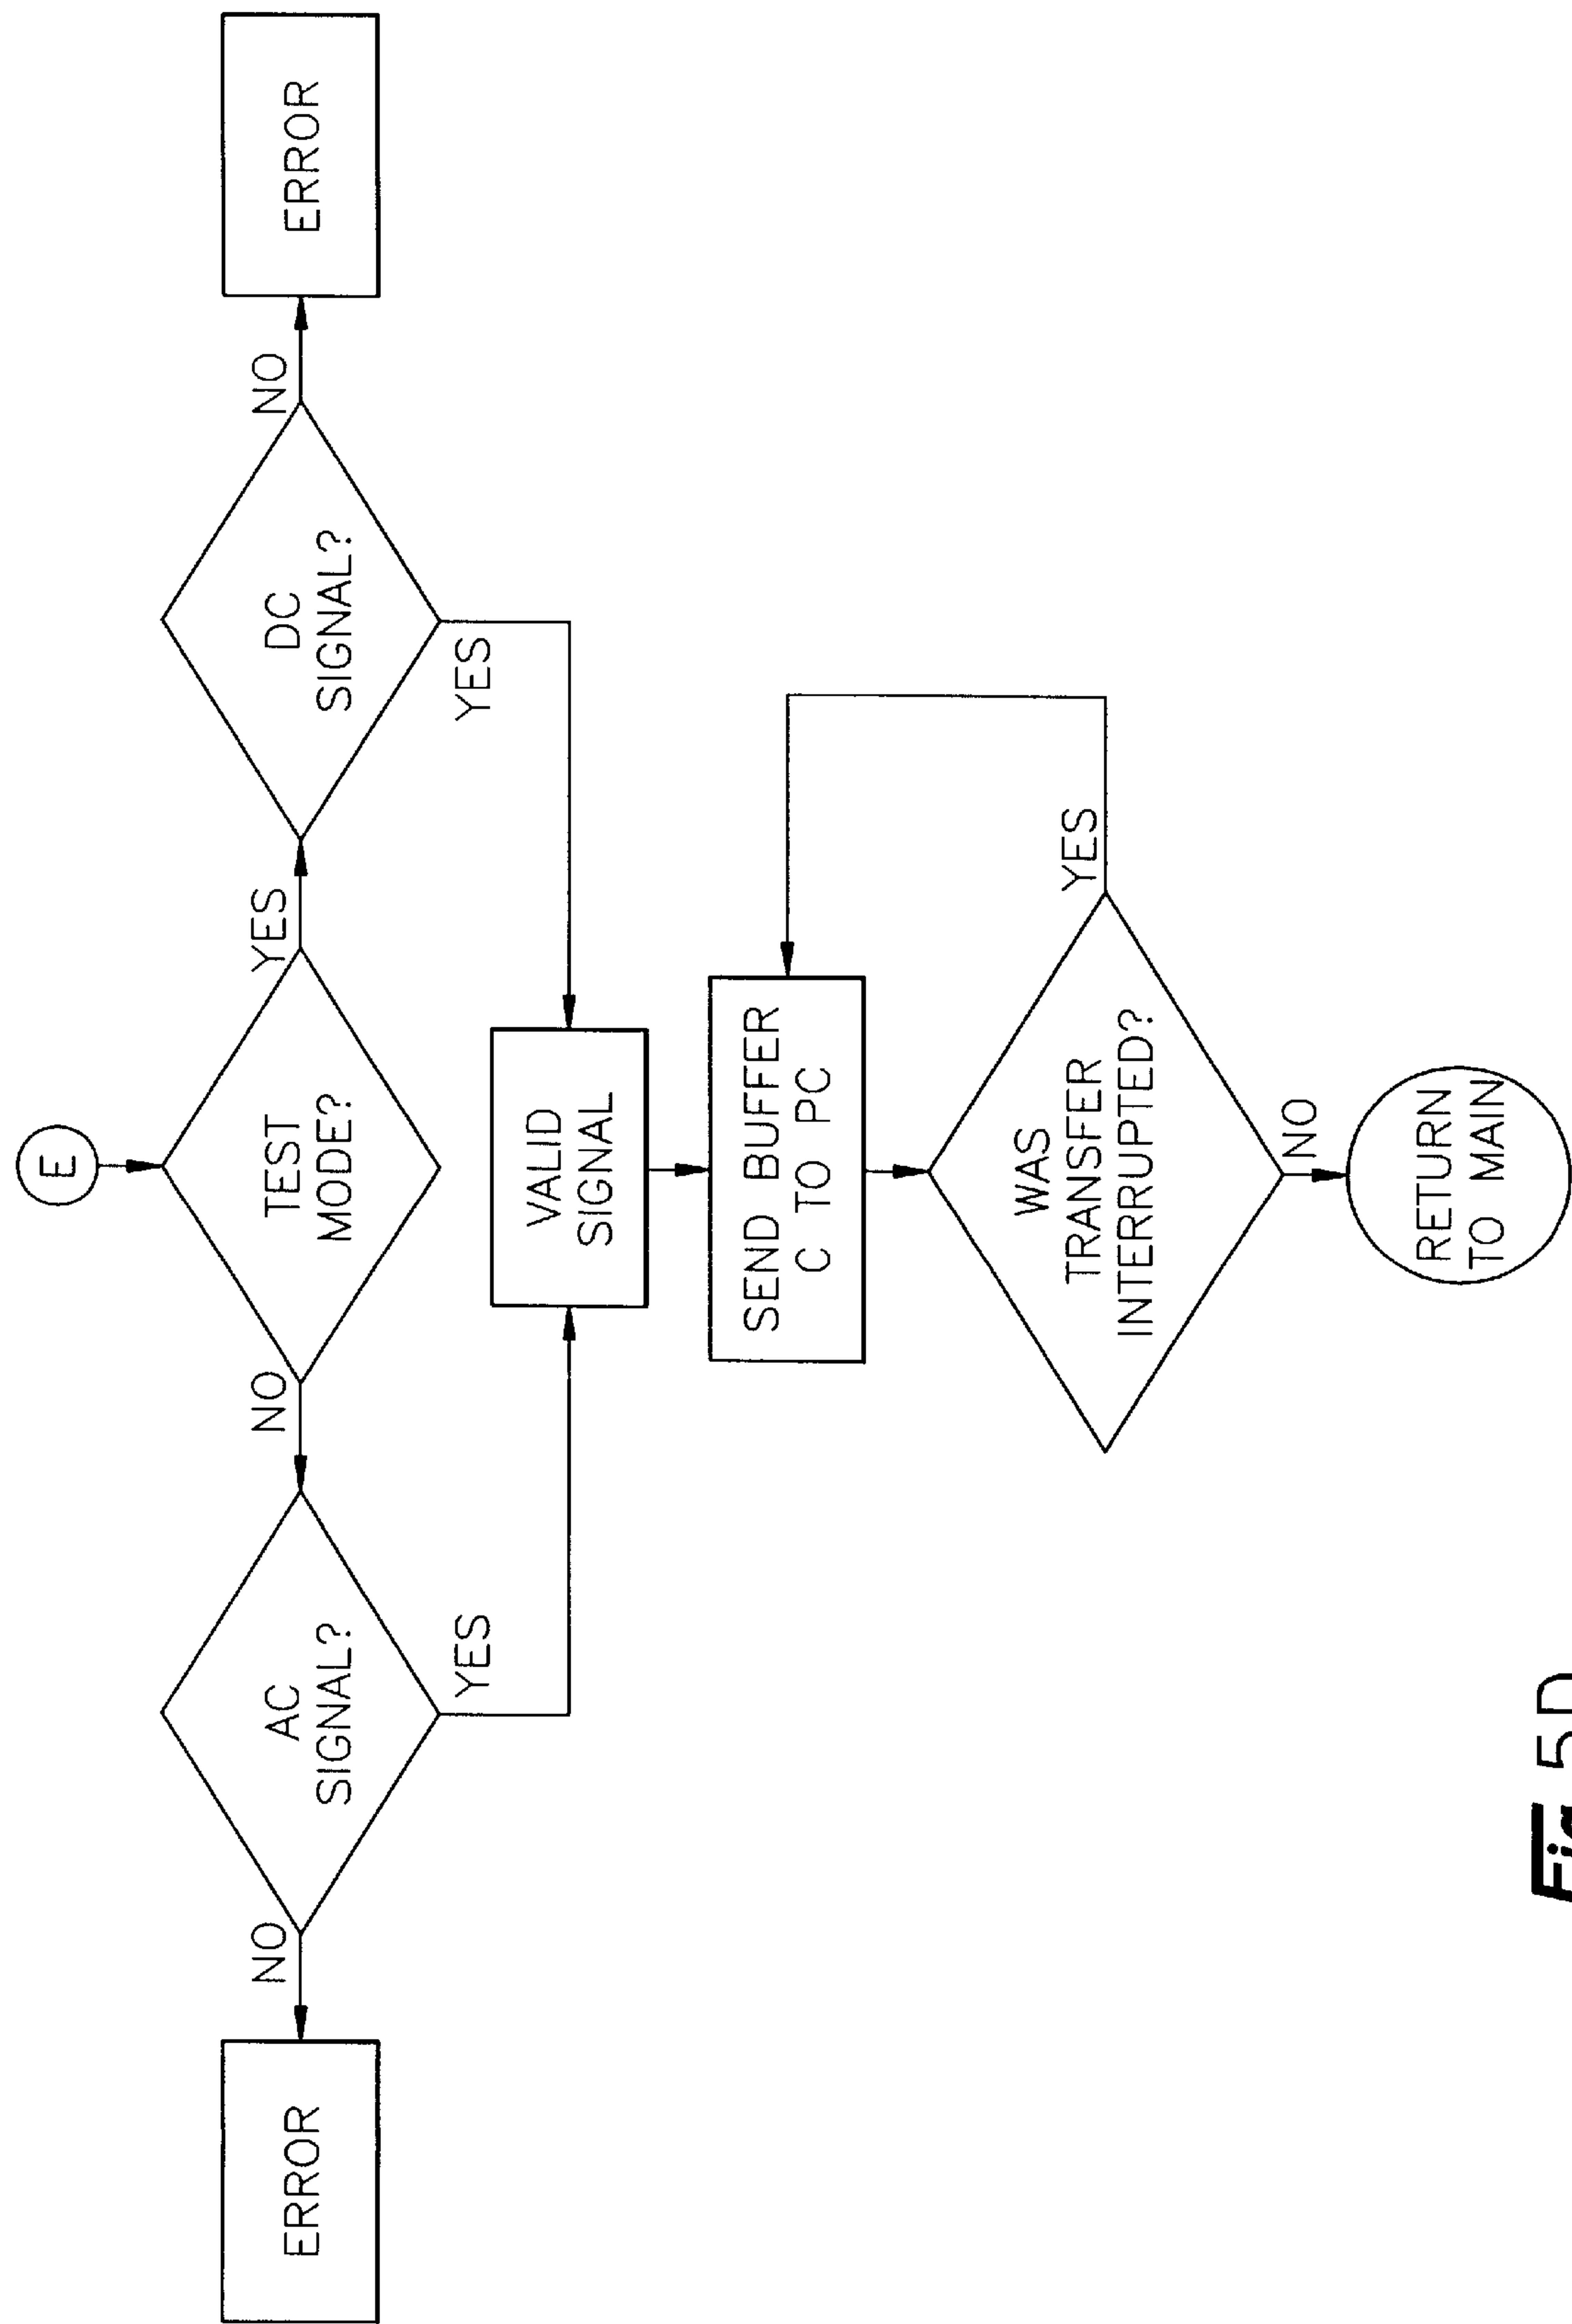 E
TEST
MODE?
NO
YES
AC
SIGNAL?
DC
SIGNAL?
NO
YES
YES
NO
ERROR
ERROR
VALID
SIGNAL
SEND BUFFER
C TO PC
WAS
TRANSFER
INTERRUPTED?
YES
NO
RETURN
TO MAIN
Fig. 5D